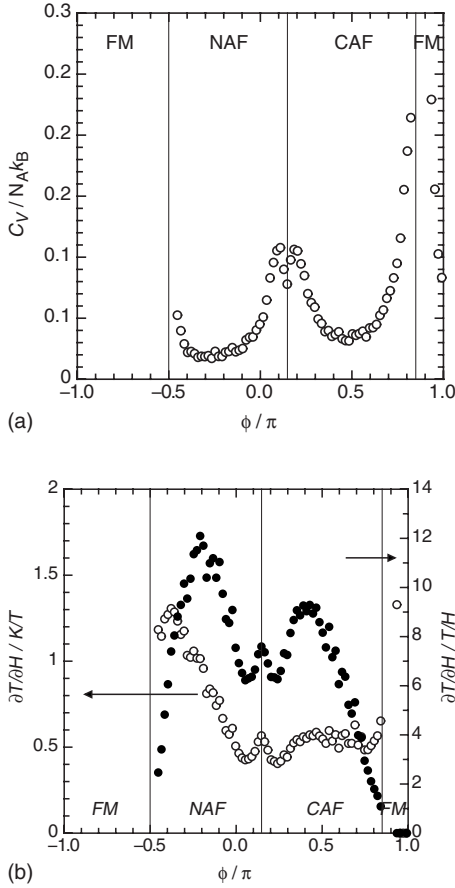 0.3
FM NAF CAF FM
0.2
0.2
0.1
0.1
0
C_V / N_A k_B
−1.0 −0.5 0.0 0.5 1.0
ϕ / π
(a)
2 14
12
1.5
10
8
1
6
0.5 4
2
FM NAF CAF FM
0 0
∂T/∂H / K/T
∂T/∂H / T/H
−1.0 −0.5 0.0 0.5 1.0
ϕ / π
(b)